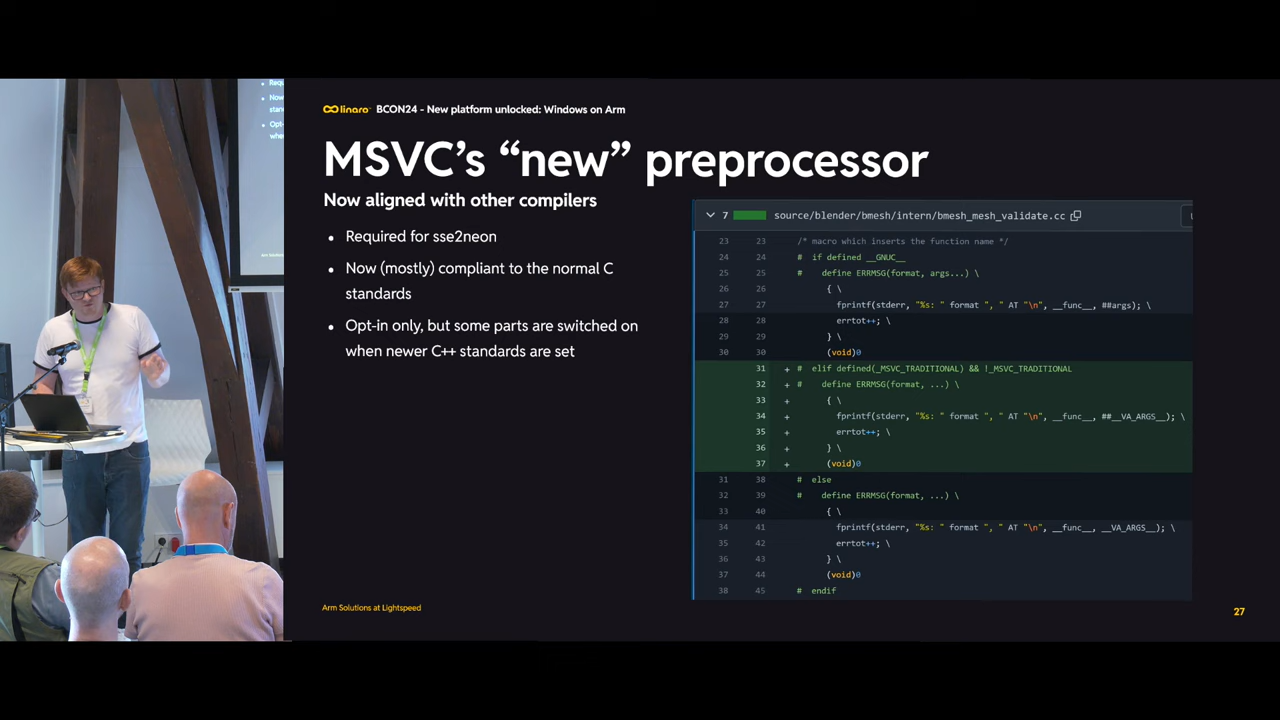 Now
stan
Opt-
whe
linaro BCON24 - New platform unlocked: Windows on Arm
MSVC's “new” preprocessor
Now aligned with other compilers
• Required for sse2neon
• Now (mostly) compliant to the normal C
standards
• Opt-in only, but some parts are switched on
when newer C++ standards are set
7 source/blender/bmesh/intern/bmesh_mesh_validate.cc
23 23 /* macro which inserts the function name */
24 24 # if defined __GNUC__
25 25 # define ERRMSG(format, args...) \
26 26 { \
27 27 fprintf(stderr, "%s: " format ", " AT "\n", __func__, ##args); \
28 28 errtot++; \
29 29 } \
30 30 (void)0
31 + # elif defined(_MSVC_TRADITIONAL) && !_MSVC_TRADITIONAL
32 + # define ERRMSG(format, ...) \
33 + { \
34 + fprintf(stderr, "%s: " format ", " AT "\n", __func__, ##__VA_ARGS__); \
35 + errtot++; \
36 + } \
37 + (void)0
31 38 # else
32 39 # define ERRMSG(format, ...) \
33 40 { \
34 41 fprintf(stderr, "%s: " format ", " AT "\n", __func__, __VA_ARGS__); \
35 42 errtot++; \
36 43 } \
37 44 (void)0
38 45 # endif
Arm Solutions at Lightspeed
27